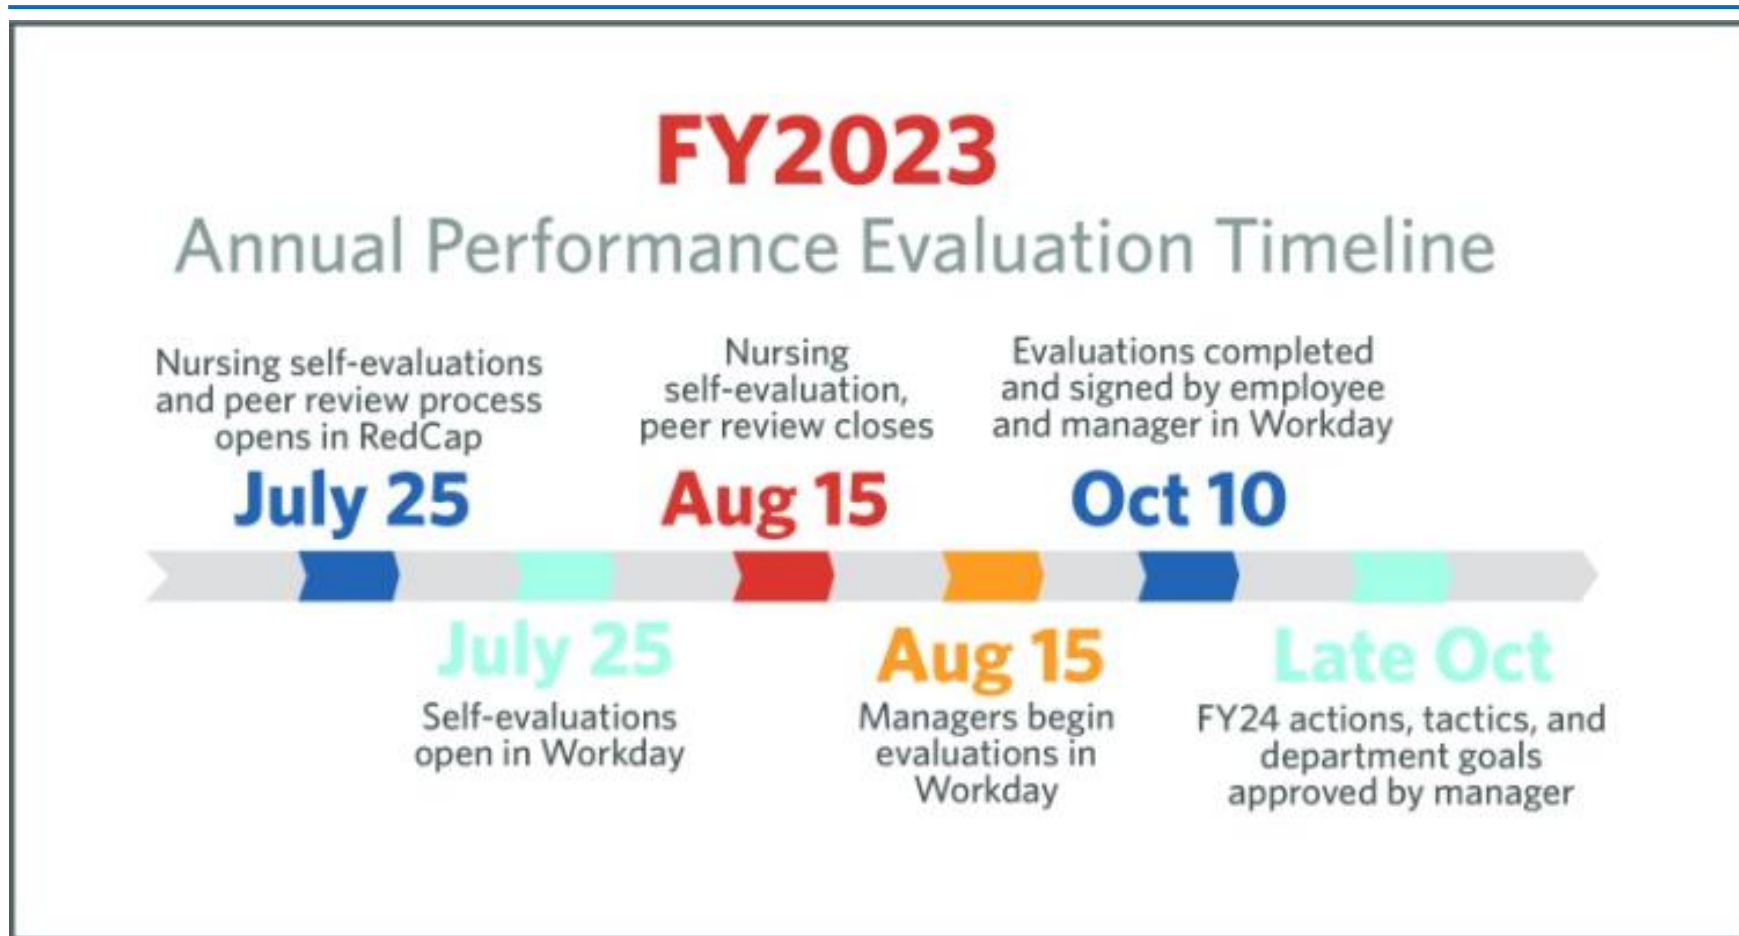 FY2023
Annual Performance Evaluation Timeline
Nursing self-evaluations
and peer review process
opens in RedCap
July 25
Nursing
self-evaluation,
peer review closes
Aug 15
Evaluations completed
and signed by employee
and manager in Workday
Oct 10
July 25
Self-evaluations
open in Workday
Aug 15
Managers begin
evaluations in
Workday
Late Oct
FY24 actions, tactics, and
department goals
approved by manager